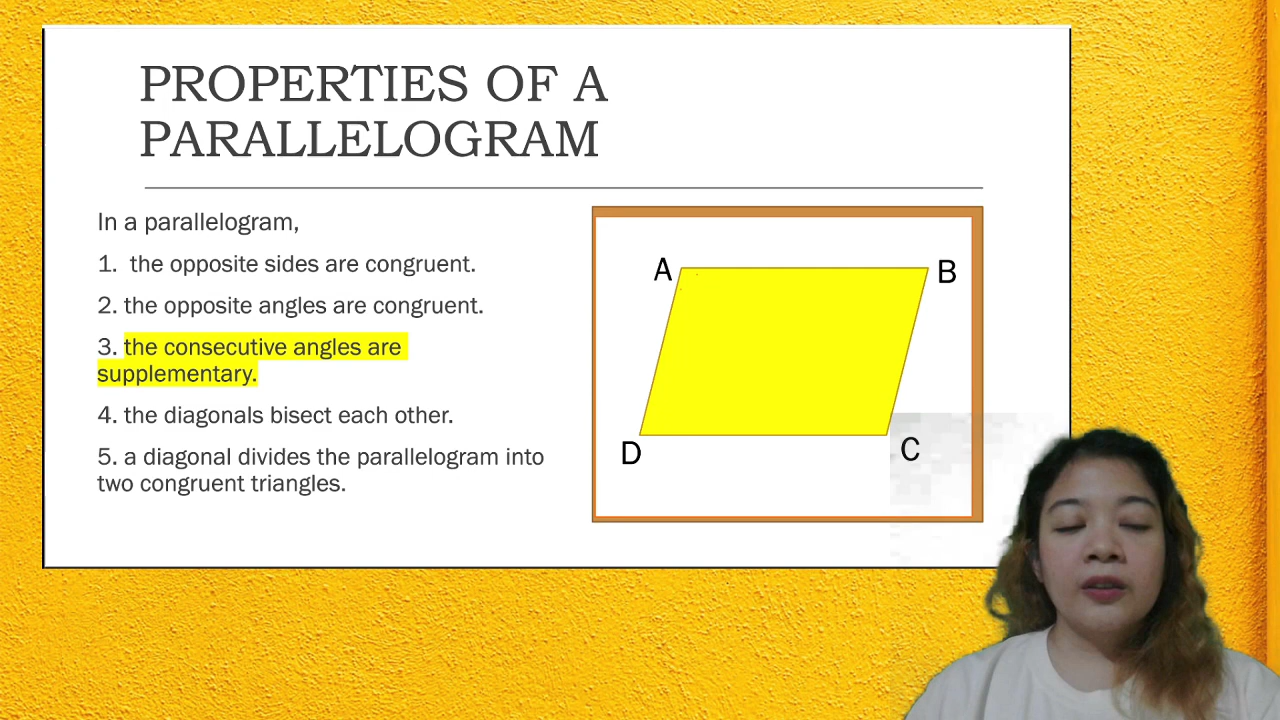 PROPERTIES OF A
PARALLELOGRAM
In a parallelogram,
1. the opposite sides are congruent.
2. the opposite angles are congruent.
3. the consecutive angles are
supplementary.
4. the diagonals bisect each other.
5. a diagonal divides the parallelogram into
two congruent triangles.
A
B
D
C